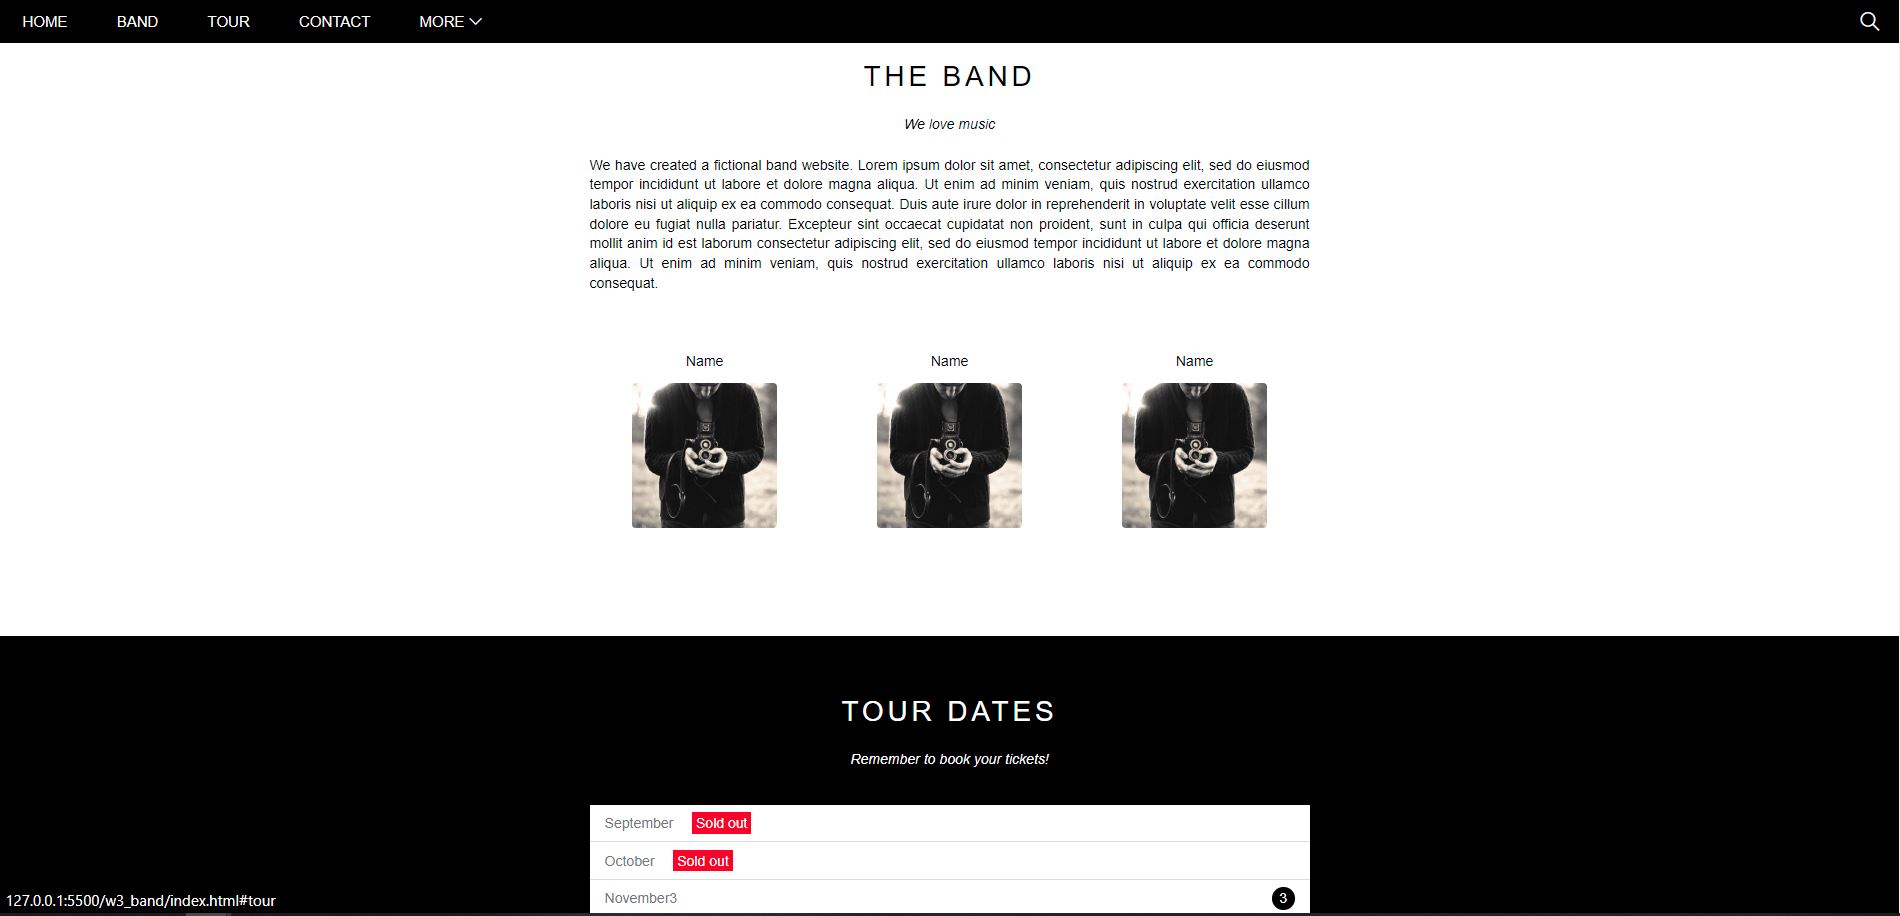 HOME BAND TOUR CONTACT MORE
THE BAND
We love music
We have created a fictional band website. Lorem ipsum dolor sit amet, consectetur adipiscing elit, sed do eiusmod
tempor incididunt ut labore et dolore magna aliqua. Ut enim ad minim veniam, quis nostrud exercitation ullamco
laboris nisi ut aliquip ex ea commodo consequat. Duis aute irure dolor in reprehenderit in voluptate velit esse cillum
dolore eu fugiat nulla pariatur. Excepteur sint occaecat cupidatat non proident, sunt in culpa qui officia deserunt
mollit anim id est laborum consectetur adipiscing elit, sed do eiusmod tempor incididunt ut labore et dolore magna
aliqua. Ut enim ad minim veniam, quis nostrud exercitation ullamco laboris nisi ut aliquip ex ea commodo
consequat.
Name Name Name
TOUR DATES
Remember to book your tickets!
September Sold out
October Sold out
November3 3
127.0.0.1:5500/w3_band/index.html#tour